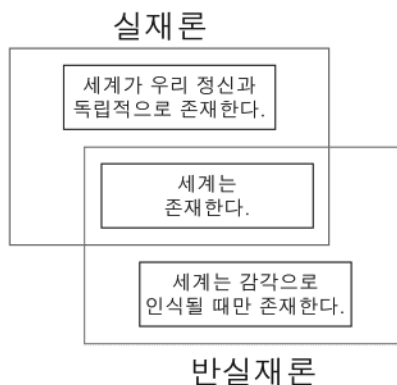 실재론
세계가 우리 정신과
독립적으로 존재한다.
세계는
존재한다.
세계는 감각으로
인식될 때만 존재한다.
반실재론